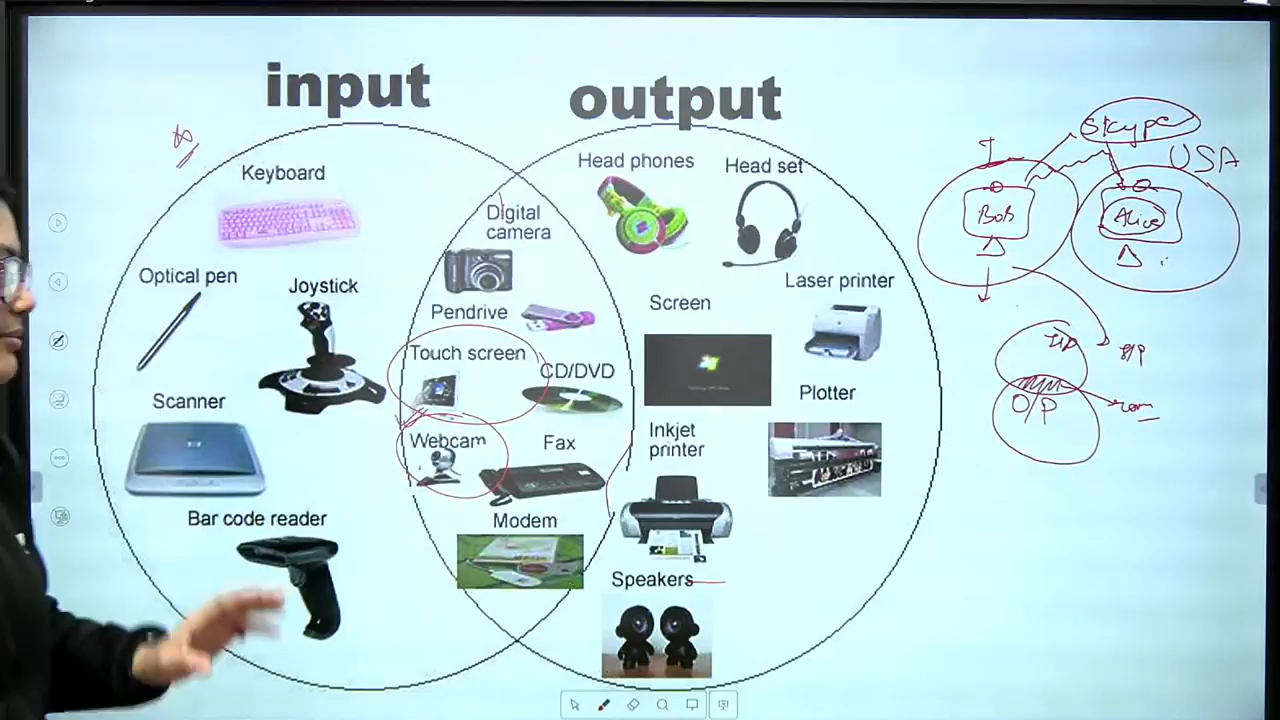 input
output
Keyboard
Optical pen
Joystick
Scanner
Bar code reader
Digital
camera
Pendrive
Touch screen
CD/DVD
Webcam
Fax
Modem
Head phones
Head set
Screen
Laser printer
Plotter
Inkjet
printer
Speakers
Skype
I
USA
Bob
Alice
I/P
O/P